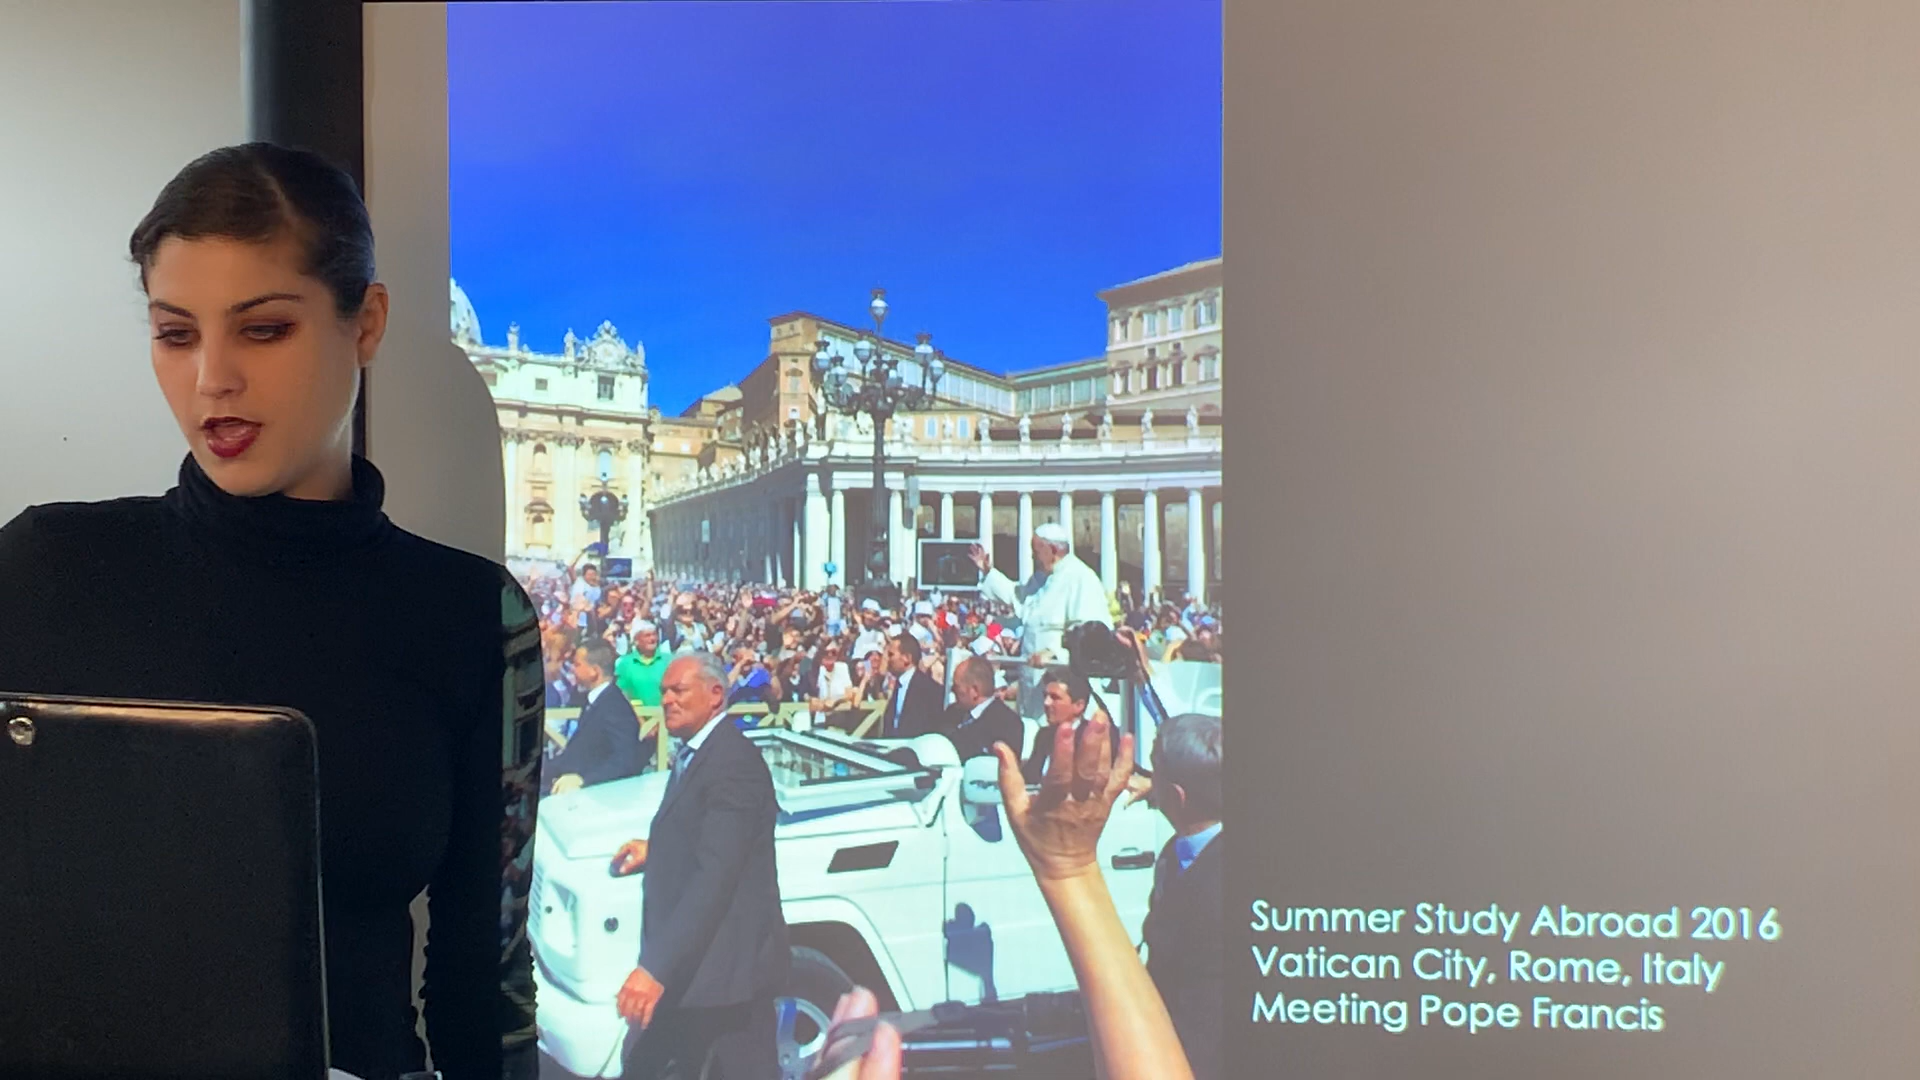 Summer Study Abroad 2016
Vatican City, Rome, Italy
Meeting Pope Francis